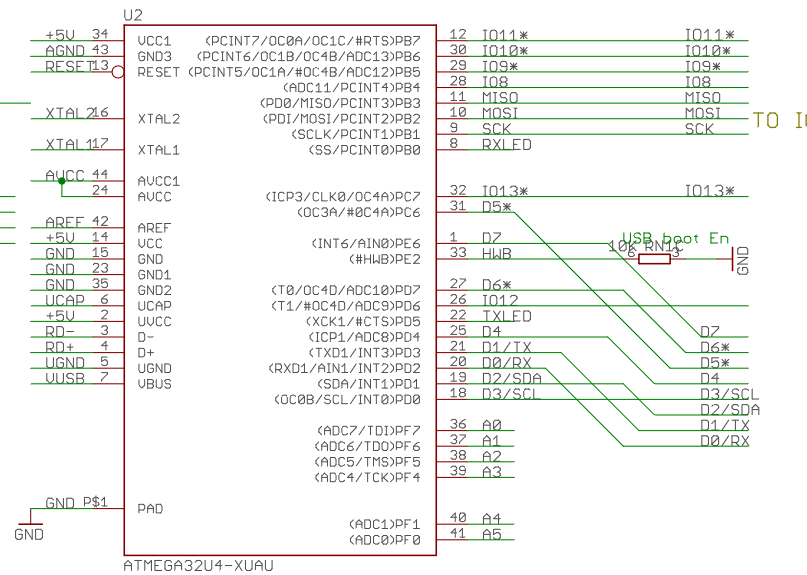 U2
+5V 34 VCC1 (PCINT7/OC0A/OC1C/#RTS)PB7 12 IO11* IO11*
AGND 43 GND3 (PCINT6/OC1B/OC4B/ADC13)PB6 30 IO10* IO10*
RESET 13 RESET (PCINT5/OC1A/#OC4B/ADC12)PB5 29 IO9* IO9*
(ADC11/PCINT4)PB4 28 IO8 IO8
(PD0/MISO/PCINT3)PB3 11 MISO MISO
XTAL2 16 XTAL2 (PDI/MOSI/PCINT2)PB2 10 MOSI MOSI
TO I
(SCLK/PCINT1)PB1 9 SCK SCK
XTAL1 17 XTAL1 (SS/PCINT0)PB0 8 RXLED
AVCC 44 AVCC1
24 AVCC (ICP3/CLK0/OC4A)PC7 32 IO13* IO13*
(OC3A/#0C4A)PC6 31 D5*
AREF 42 AREF
+5V 14 VCC (INT6/AIN0)PE6 1 D7
USB boot En
10k RN1C
GND 15 GND (#HWB)PE2 33 HWB 6 3 GND
GND 23 GND1
GND 35 GND2 (T0/OC4D/ADC10)PD7 27 D6*
UCAP 6 UCAP (T1/#OC4D/ADC9)PD6 26 IO12
+5V 2 UVCC (XCK1/#CTS)PD5 22 TXLED
RD- 3 D- (ICP1/ADC8)PD4 25 D4 D7
RD+ 4 D+ (TXD1/INT3)PD3 21 D1/TX D6*
UGND 5 UGND (RXD1/AIN1/INT2)PD2 20 D0/RX D5*
VUSB 7 VBUS (SDA/INT1)PD1 19 D2/SDA D4
(OC0B/SCL/INT0)PD0 18 D3/SCL D3/SCL
D2/SDA
(ADC7/TDI)PF7 36 A0 D1/TX
(ADC6/TDO)PF6 37 A1 D0/RX
(ADC5/TMS)PF5 38 A2
(ADC4/TCK)PF4 39 A3
GND P$1 PAD
GND
(ADC1)PF1 40 A4
(ADC0)PF0 41 A5
ATMEGA32U4-XUAU